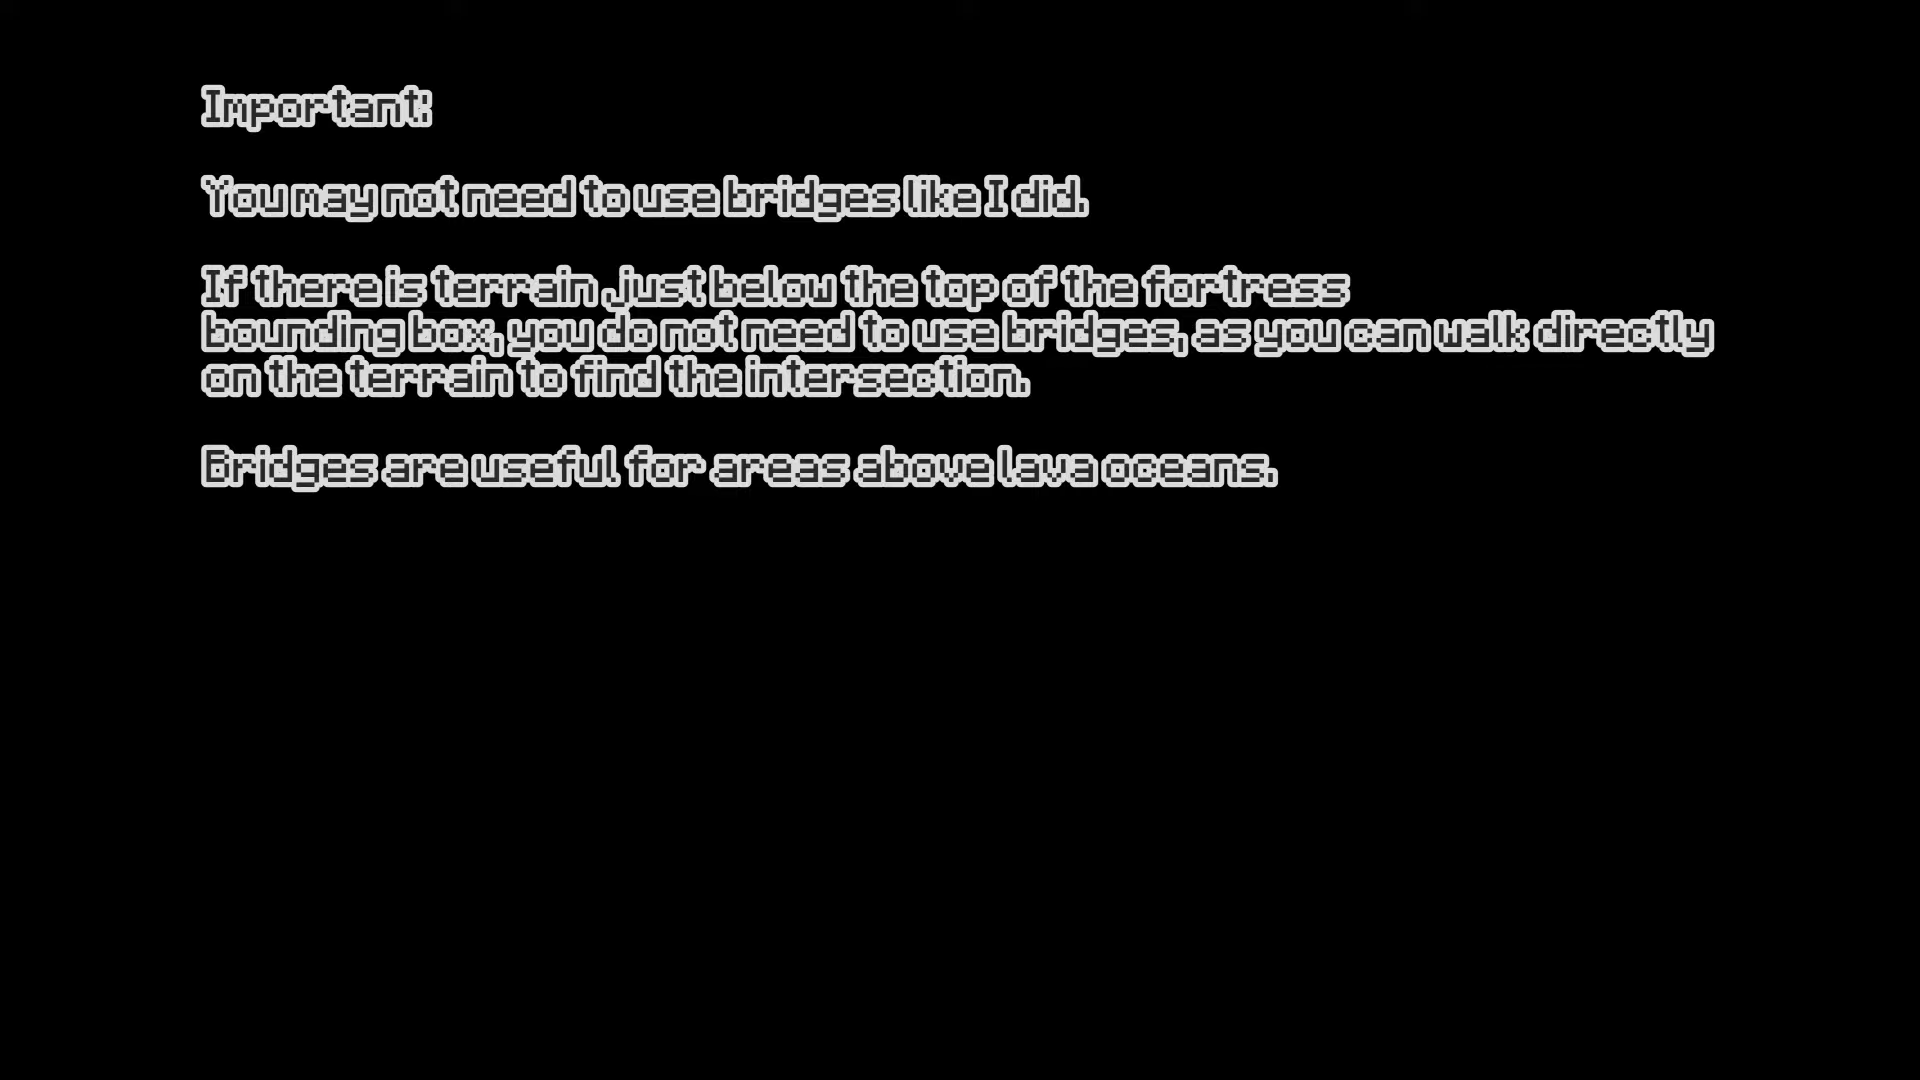 Important:
You may not need to use bridges like I did.
If there is terrain just below the top of the fortress
bounding box, you do not need to use bridges, as you can walk directly
on the terrain to find the intersection.
Bridges are useful for areas above lava oceans.